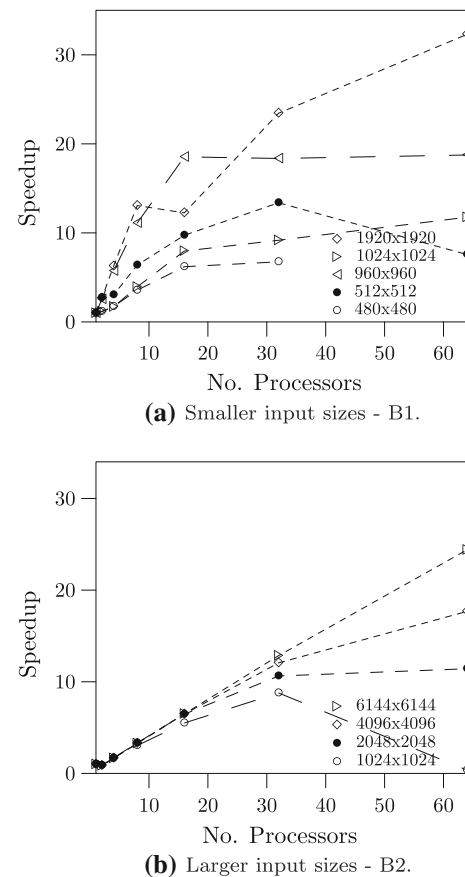 30
20
10
0
Speedup
1920x1920
1024x1024
960x960
512x512
480x480
10 20 30 40 50 60
No. Processors
(a) Smaller input sizes - B1.
30
20
10
0
Speedup
6144x6144
4096x4096
2048x2048
1024x1024
10 20 30 40 50 60
No. Processors
(b) Larger input sizes - B2.